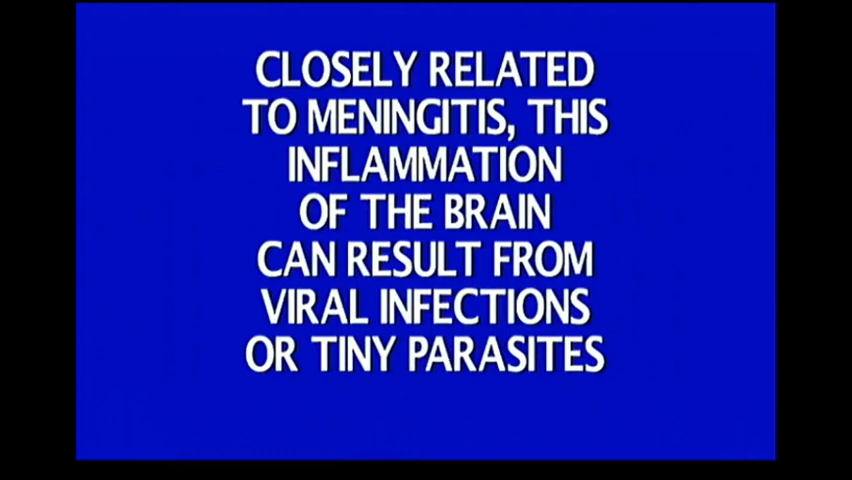 CLOSELY RELATED
TO MENINGITIS, THIS
INFLAMMATION
OF THE BRAIN
CAN RESULT FROM
VIRAL INFECTIONS
OR TINY PARASITES